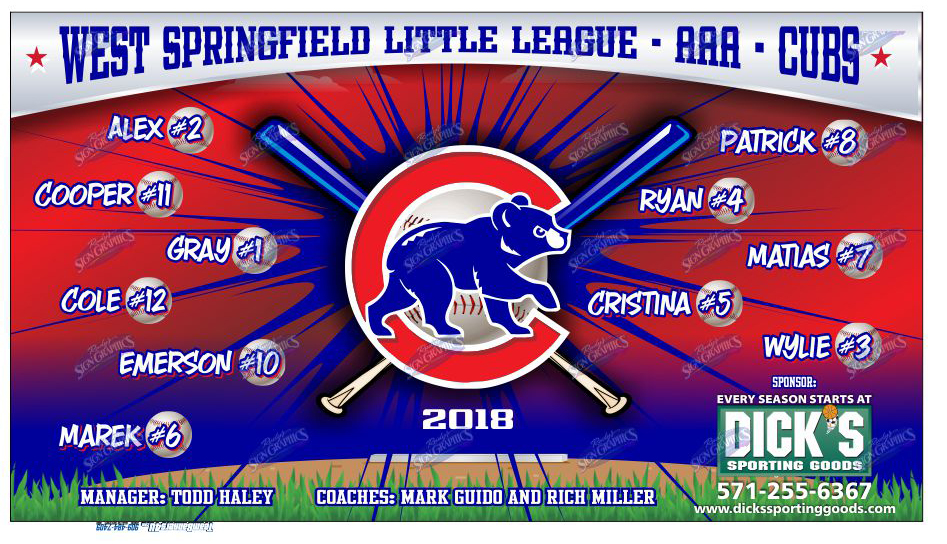 WEST SPRINGFIELD LITTLE LEAGUE - AAA - CUBS
ALEX #2
COOPER #11
GRAY #1
COLE #12
EMERSON #10
MAREK #6
PATRICK #8
RYAN #4
MATIAS #7
CRISTINA #5
WYLIE #3
2018
SPONSOR:
EVERY SEASON STARTS AT
DICK'S
SPORTING GOODS
571-255-6367
www.dickssportinggoods.com
MANAGER: TODD HALEY
COACHES: MARK GUIDO AND RICH MILLER